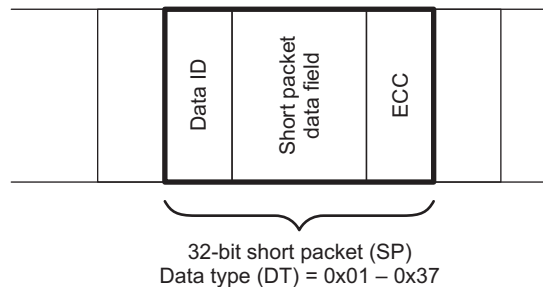 Data ID
Short packet
data field
ECC
32-bit short packet (SP)
Data type (DT) = 0x01 – 0x37